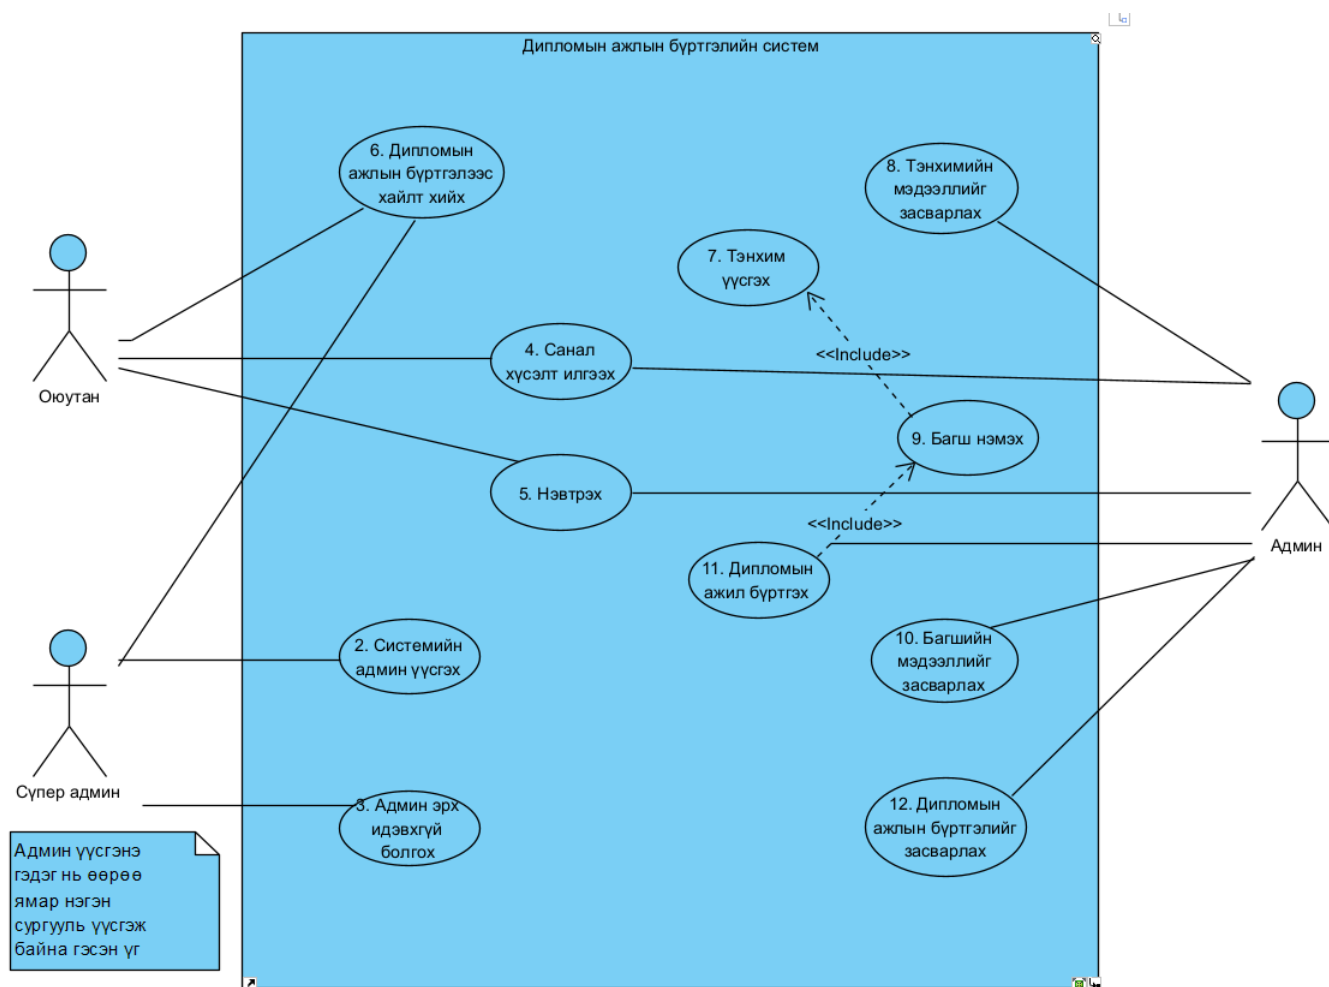 Дипломын ажлын бүртгэлийн систем
6. Дипломын
ажлын бүртгэлээс
хайлт хийх
8. Тэнхимийн
мэдээллийг
засварлах
7. Тэнхим
үүсгэх
4. Санал
хүсэлт илгээх
<<Include>>
Оюутан
9. Багш нэмэх
5. Нэвтрэх
<<Include>>
Админ
11. Дипломын
ажил бүртгэх
2. Системийн
админ үүсгэх
10. Багшийн
мэдээллийг
засварлах
Сүпер админ
3. Админ эрх
идэвхгүй
болгох
12. Дипломын
ажлын бүртгэлийг
засварлах
Админ үүсгэнэ
гэдэг нь өөрөө
ямар нэгэн
сургууль үүсгэж
байна гэсэн үг